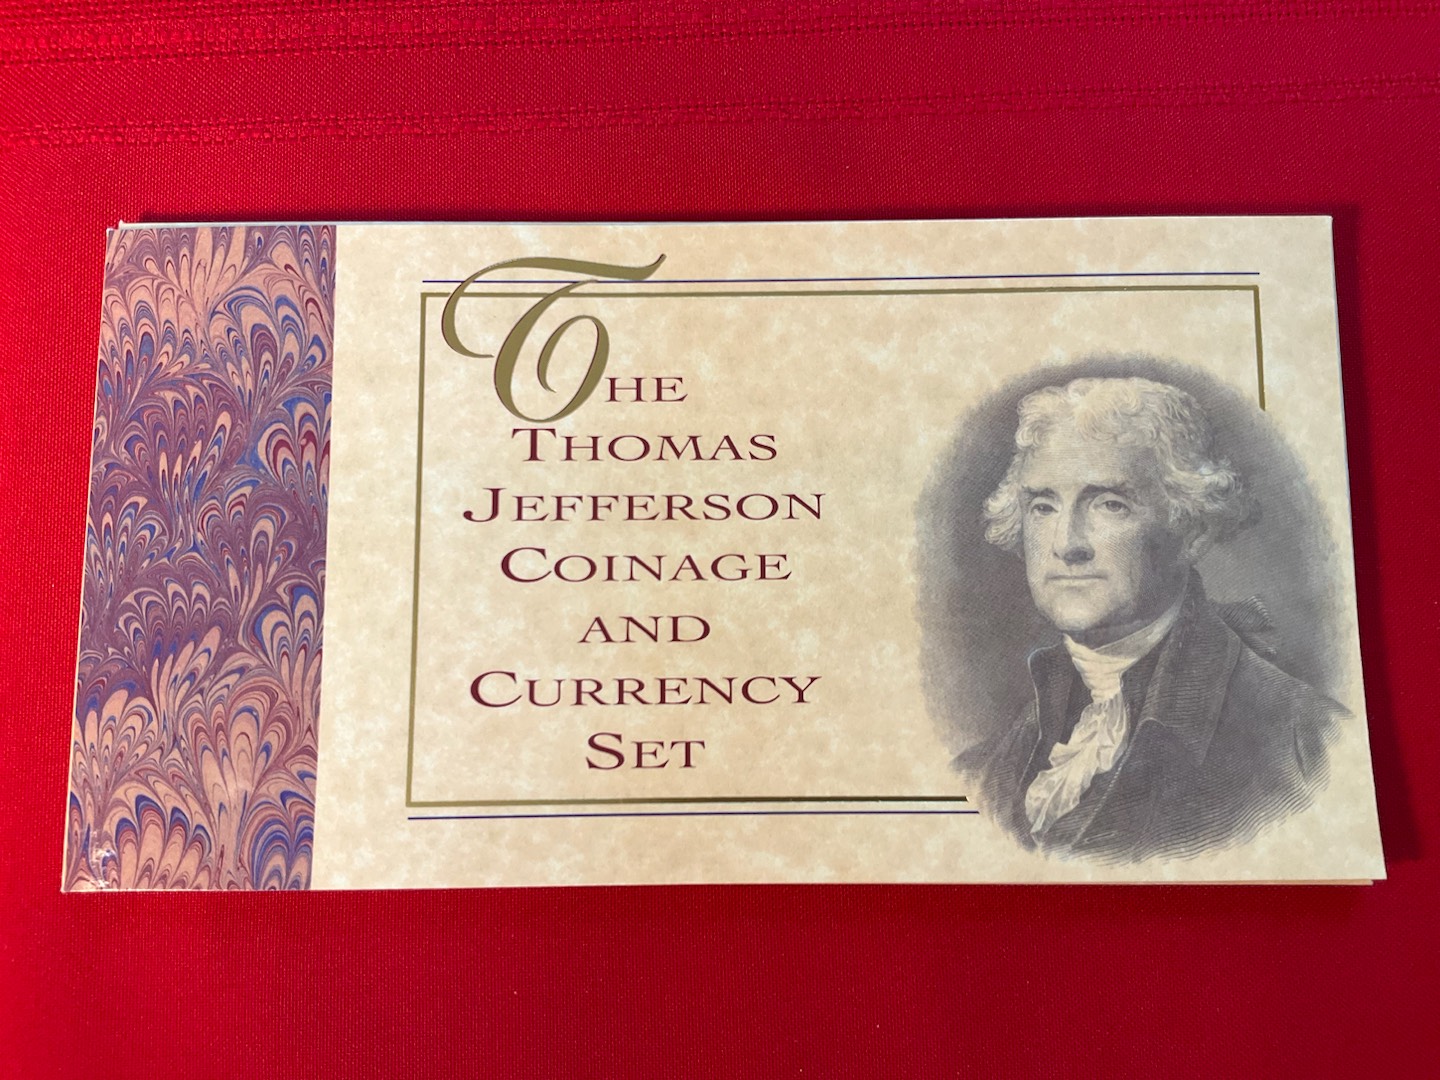 The
Thomas
Jefferson
Coinage
and
Currency
Set